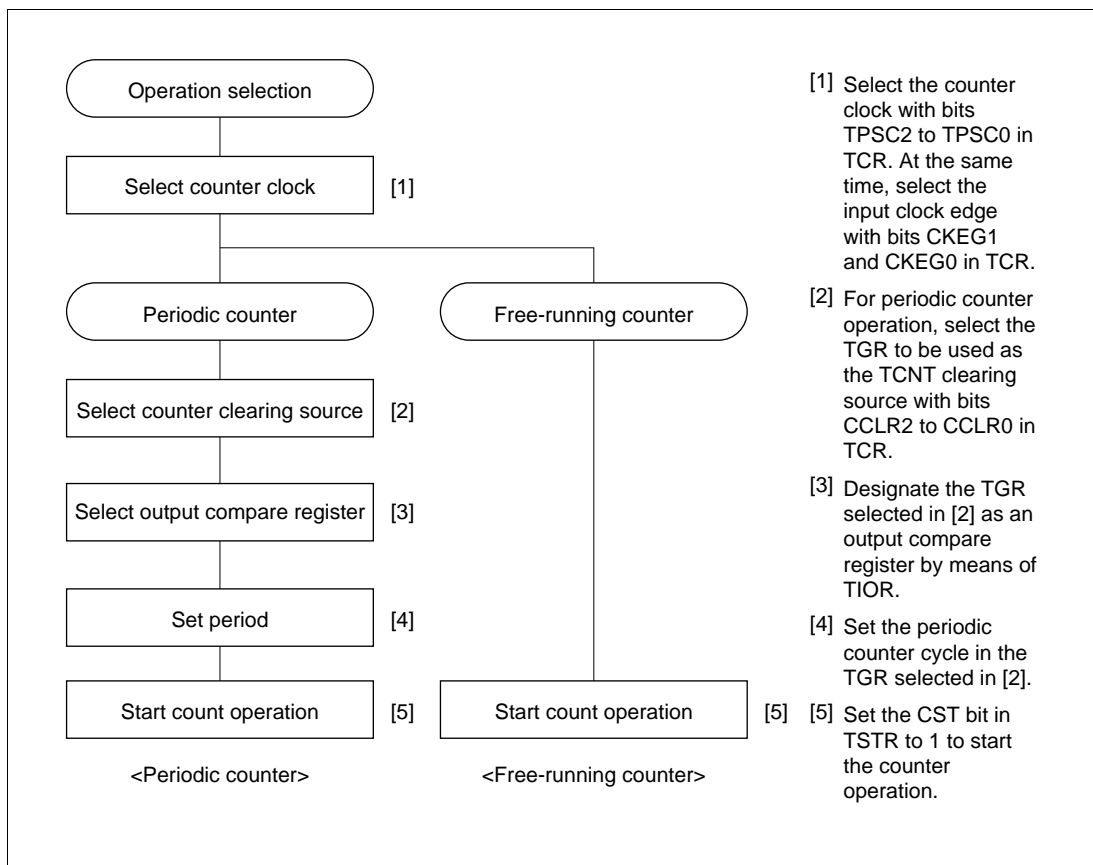 Operation selection
Select counter clock [1]
Periodic counter
Free-running counter
Select counter clearing source [2]
Select output compare register [3]
Set period [4]
Start count operation [5]
Start count operation [5]
<Periodic counter>
<Free-running counter>
[1] Select the counter
clock with bits
TPSC2 to TPSC0 in
TCR. At the same
time, select the
input clock edge
with bits CKEG1
and CKEG0 in TCR.
[2] For periodic counter
operation, select the
TGR to be used as
the TCNT clearing
source with bits
CCLR2 to CCLR0 in
TCR.
[3] Designate the TGR
selected in [2] as an
output compare
register by means of
TIOR.
[4] Set the periodic
counter cycle in the
TGR selected in [2].
[5] Set the CST bit in
TSTR to 1 to start
the counter
operation.